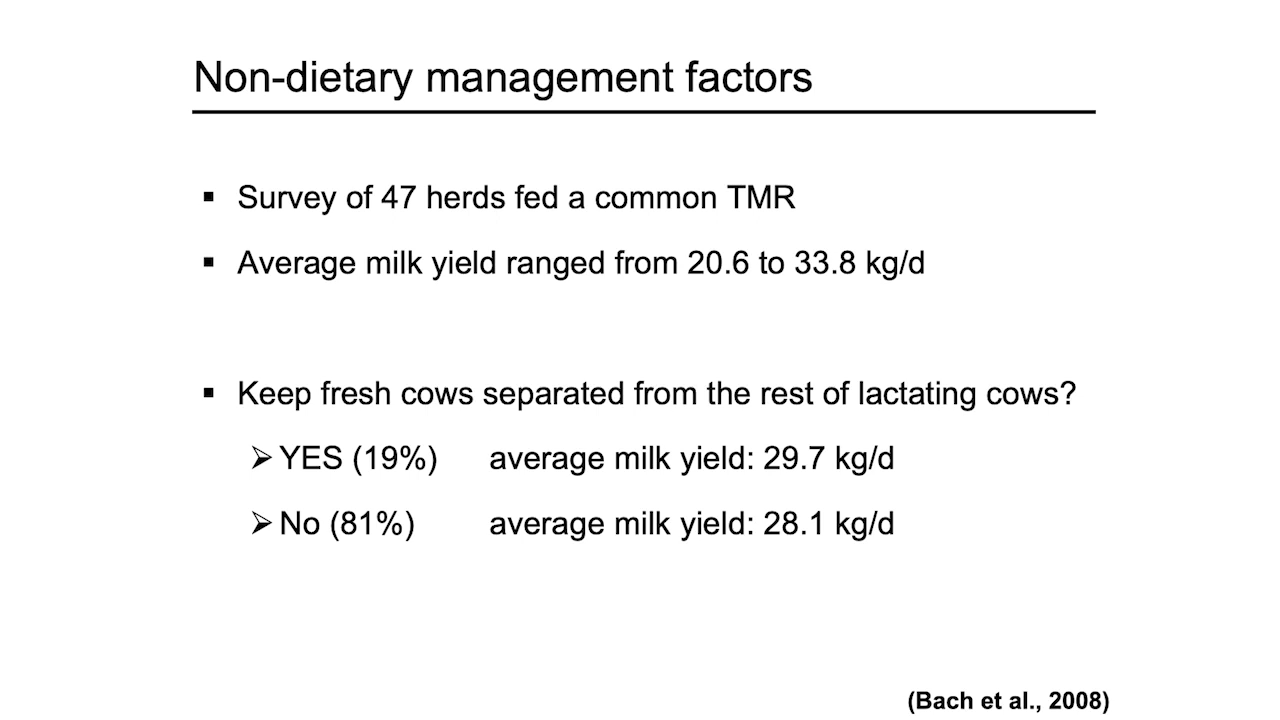 Non-dietary management factors
▪ Survey of 47 herds fed a common TMR
▪ Average milk yield ranged from 20.6 to 33.8 kg/d
▪ Keep fresh cows separated from the rest of lactating cows?
➢ YES (19%) average milk yield: 29.7 kg/d
➢ No (81%) average milk yield: 28.1 kg/d
(Bach et al., 2008)